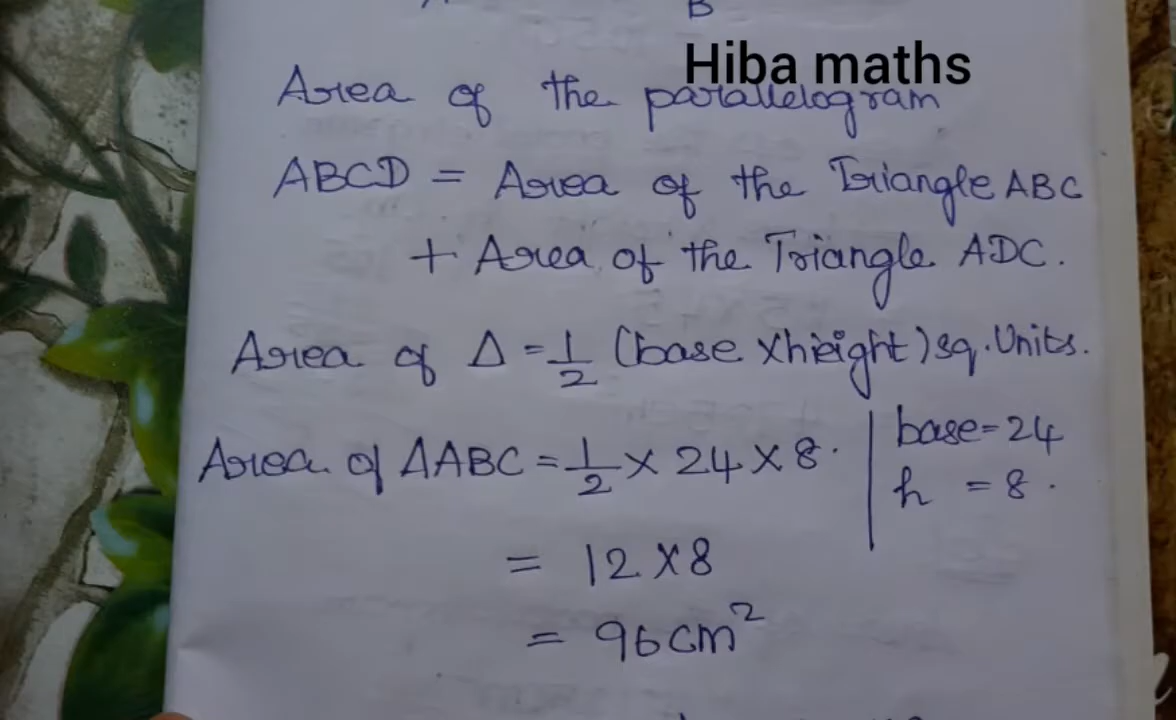 B
Hiba maths
Area of the parallelogram
ABCD = Area of the Triangle ABC
+ Area of the Triangle ADC.
Area of Δ = 1/2 (base x height) sq. Units.
Area of ΔABC = 1/2 x 24 x 8.
base = 24
h = 8.
= 12 x 8
= 96 cm²